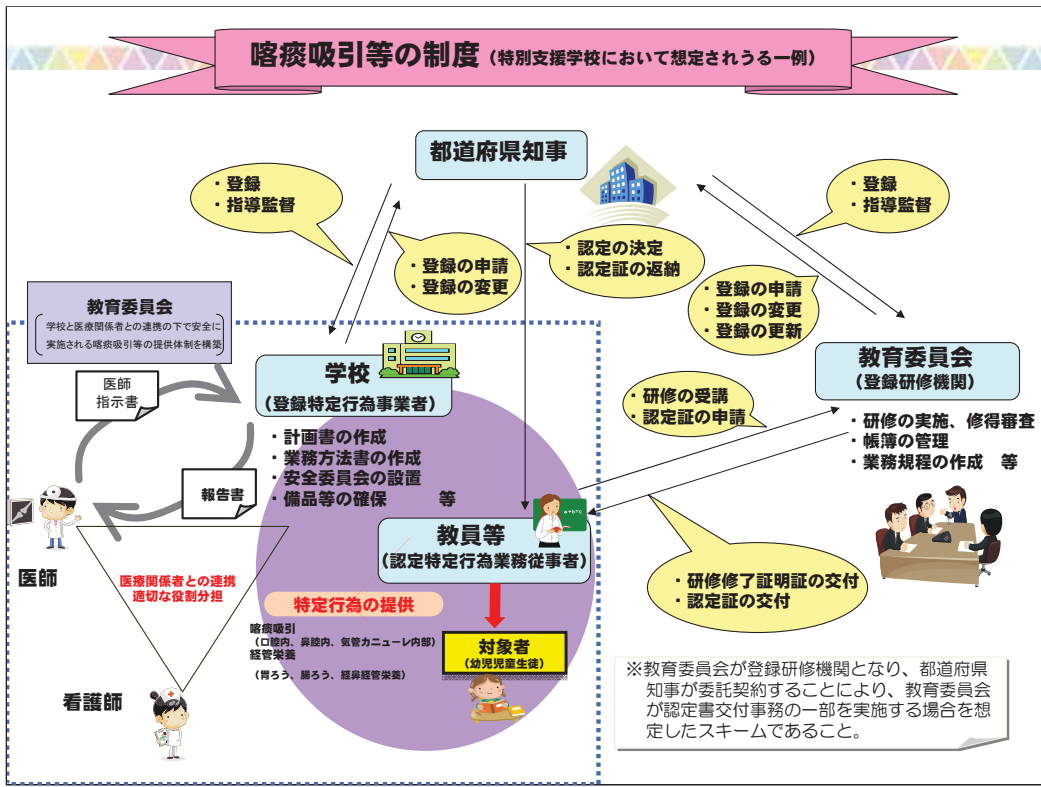 喀痰吸引等の制度（特別支援学校において想定されうる一例）
都道府県知事
・登録
・指導監督
・登録の申請
・登録の変更
・認定の決定
・認定証の返納
・登録
・指導監督
・登録の申請
・登録の変更
・登録の更新
教育委員会
学校と医療関係者との連携の下で安全に
実施される喀痰吸引等の提供体制を構築
医師
指示書
報告書
学校
（登録特定行為事業者）
・計画書の作成
・業務方法書の作成
・安全委員会の設置
・備品等の確保　　等
教育委員会
（登録研修機関）
・研修の実施、修得審査
・帳簿の管理
・業務規程の作成　等
・研修の受講
・認定証の申請
a+b=c
教員等
（認定特定行為業務従事者）
・研修修了証明証の交付
・認定証の交付
医師
医療関係者との連携
適切な役割分担
看護師
特定行為の提供
喀痰吸引
（口腔内、鼻腔内、気管カニューレ内部）
経管栄養
（胃ろう、腸ろう、経鼻経管栄養）
対象者
（幼児児童生徒）
※教育委員会が登録研修機関となり、都道府県
知事が委託契約することにより、教育委員会
が認定書交付事務の一部を実施する場合を想
定したスキームであること。